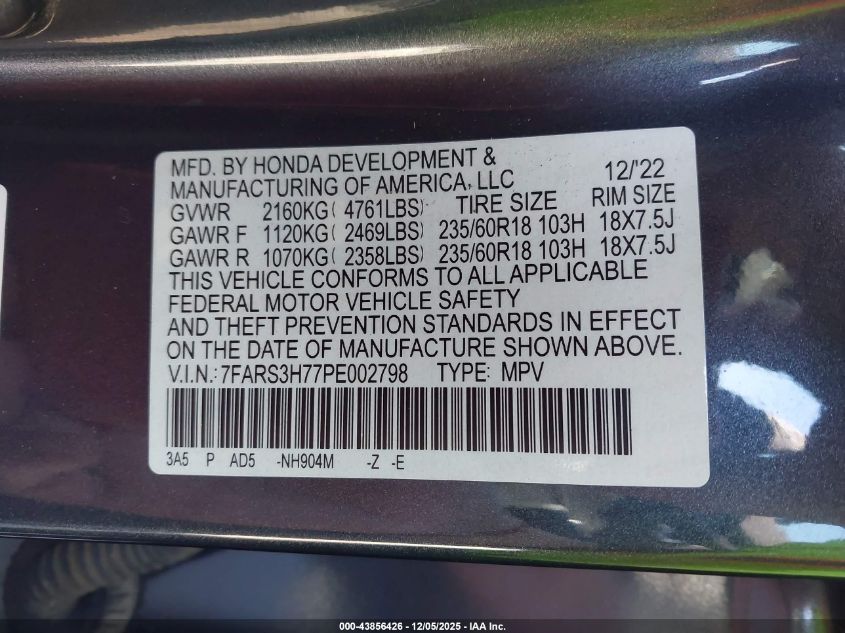 MFD. BY HONDA DEVELOPMENT &
MANUFACTURING OF AMERICA, LLC 12/'22
GVWR 2160KG( 4761LBS) TIRE SIZE RIM SIZE
GAWR F 1120KG( 2469LBS) 235/60R18 103H 18X7.5J
GAWR R 1070KG( 2358LBS) 235/60R18 103H 18X7.5J
THIS VEHICLE CONFORMS TO ALL APPLICABLE
FEDERAL MOTOR VEHICLE SAFETY
AND THEFT PREVENTION STANDARDS IN EFFECT
ON THE DATE OF MANUFACTURE SHOWN ABOVE.
V.I.N.:7FARS3H77PE002798 TYPE: MPV
3A5 P AD5 -NH904M -Z -E
000-43856426 - 12/05/2025 - IAA Inc.